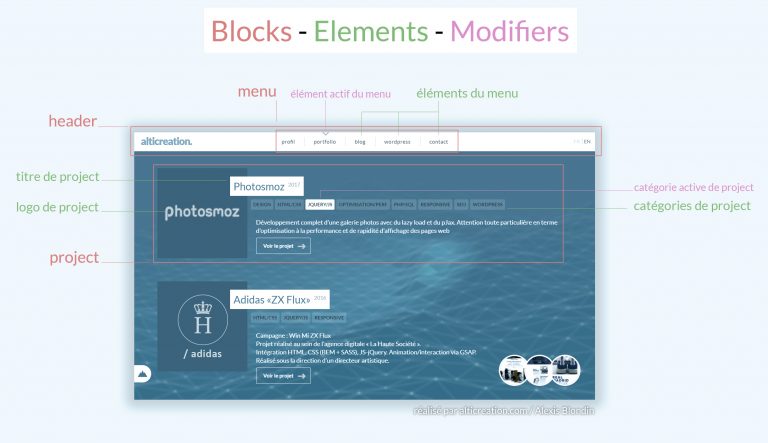 Blocks - Elements - Modifiers
menu
élément actif du menu
éléments du menu
header
alticreation.
profil
portfolio
blog
wordpress
contact
FR | EN
titre de project
logo de project
project
catégorie active de project
catégories de project
photosmoz
Photosmoz 2017
DESIGN HTML/CSS JQUERY/JS OPTIMISATION/PERF. PHP/SQL RESPONSIVE SEO WORDPRESS
Développement complet d'une galerie photos avec du lazy load et du pJax. Attention toute particulière en terme
d'optimisation à la performance et de rapidité d'affichage des pages web
Voir le projet
H
/ adidas
Adidas «ZX Flux» 2016
HTML/CSS JQUERY/JS RESPONSIVE
Campagne : Win Mi ZX Flux
Projet réalisé au sein de l'agence digitale « La Haute Société ».
Intégration HTML, CSS (BEM + SASS), JS-jQuery. Animation/Interaction via GSAP.
Réalisé sous la direction d'un directeur artistique.
Voir le projet
réalisé par alticreation.com / Alexis Blondin